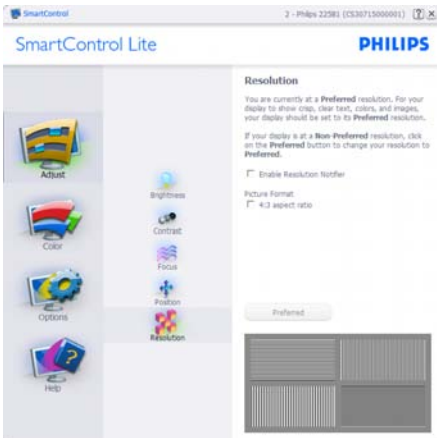 SmartControl
2 - Philips 225B1 (CS30715000001)
SmartControl Lite
PHILIPS
Adjust
Color
Options
Help
Brightness
Contrast
Focus
Position
Resolution
Resolution
You are currently at a Preferred resolution. For your
display to show crisp, clear text, colors, and images,
your display should be set to its Preferred resolution.
If your display is at a Non-Preferred resolution, click
on the Preferred button to change your resolution to
Preferred.
Enable Resolution Notifier
Picture Format
4:3 aspect ratio
Preferred